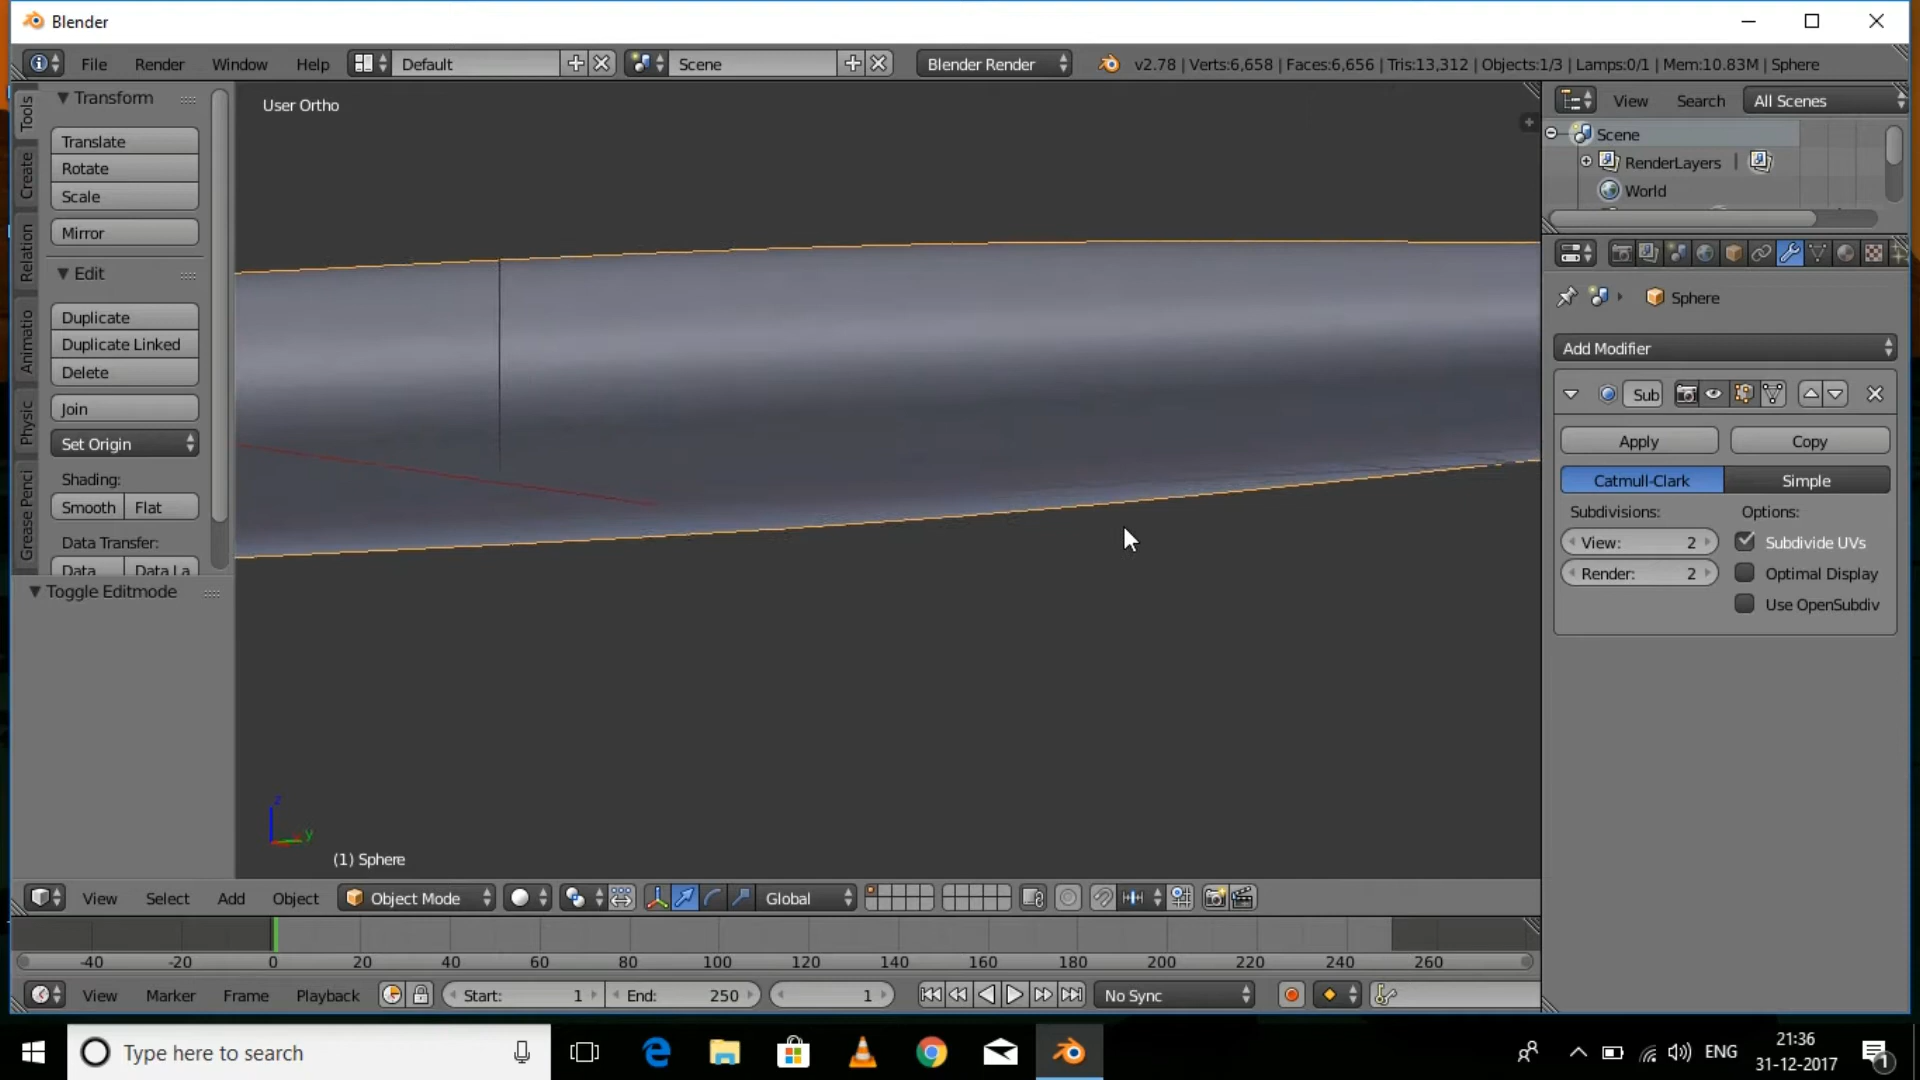 Blender
File Render Window Help Default Scene Blender Render v2.78 | Verts:6,658 | Faces:6,656 | Tris:13,312 | Objects:1/3 | Lamps:0/1 | Mem:10.83M | Sphere
Tools
Create
Relation
Animatio
Physic
Grease Penci
Transform
Translate
Rotate
Scale
Mirror
Edit
Duplicate
Duplicate Linked
Delete
Join
Set Origin
Shading:
Smooth Flat
Data Transfer:
Data Data La
Toggle Editmode
User Ortho
z
y
(1) Sphere
View Search All Scenes
Scene
RenderLayers |
World
Sphere
Add Modifier
Sub
Apply Copy
Catmull-Clark Simple
Subdivisions: Options:
View: 2 Subdivide UVs
Render: 2 Optimal Display
Use OpenSubdiv
View Select Add Object Object Mode Global
-40 -20 0 20 40 60 80 100 120 140 160 180 200 220 240 260
View Marker Frame Playback Start: 1 End: 250 1 No Sync
Type here to search
ENG
21:36
31-12-2017
1